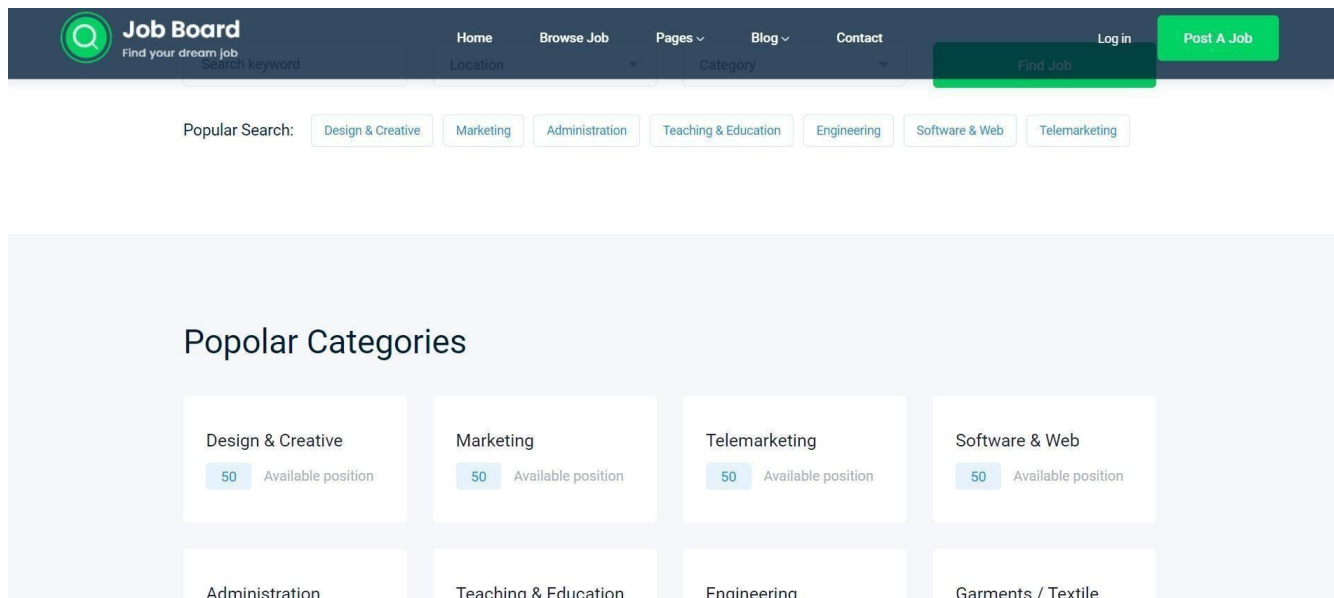 Job Board
Find your dream job
Home Browse Job Pages Blog Contact Log in Post A Job
Search keyword Location Category Find Job
Popular Search: Design & Creative Marketing Administration Teaching & Education Engineering Software & Web Telemarketing
Popolar Categories
Design & Creative Marketing Telemarketing Software & Web
50 Available position 50 Available position 50 Available position 50 Available position
Administration Teaching & Education Engineering Garments / Textile